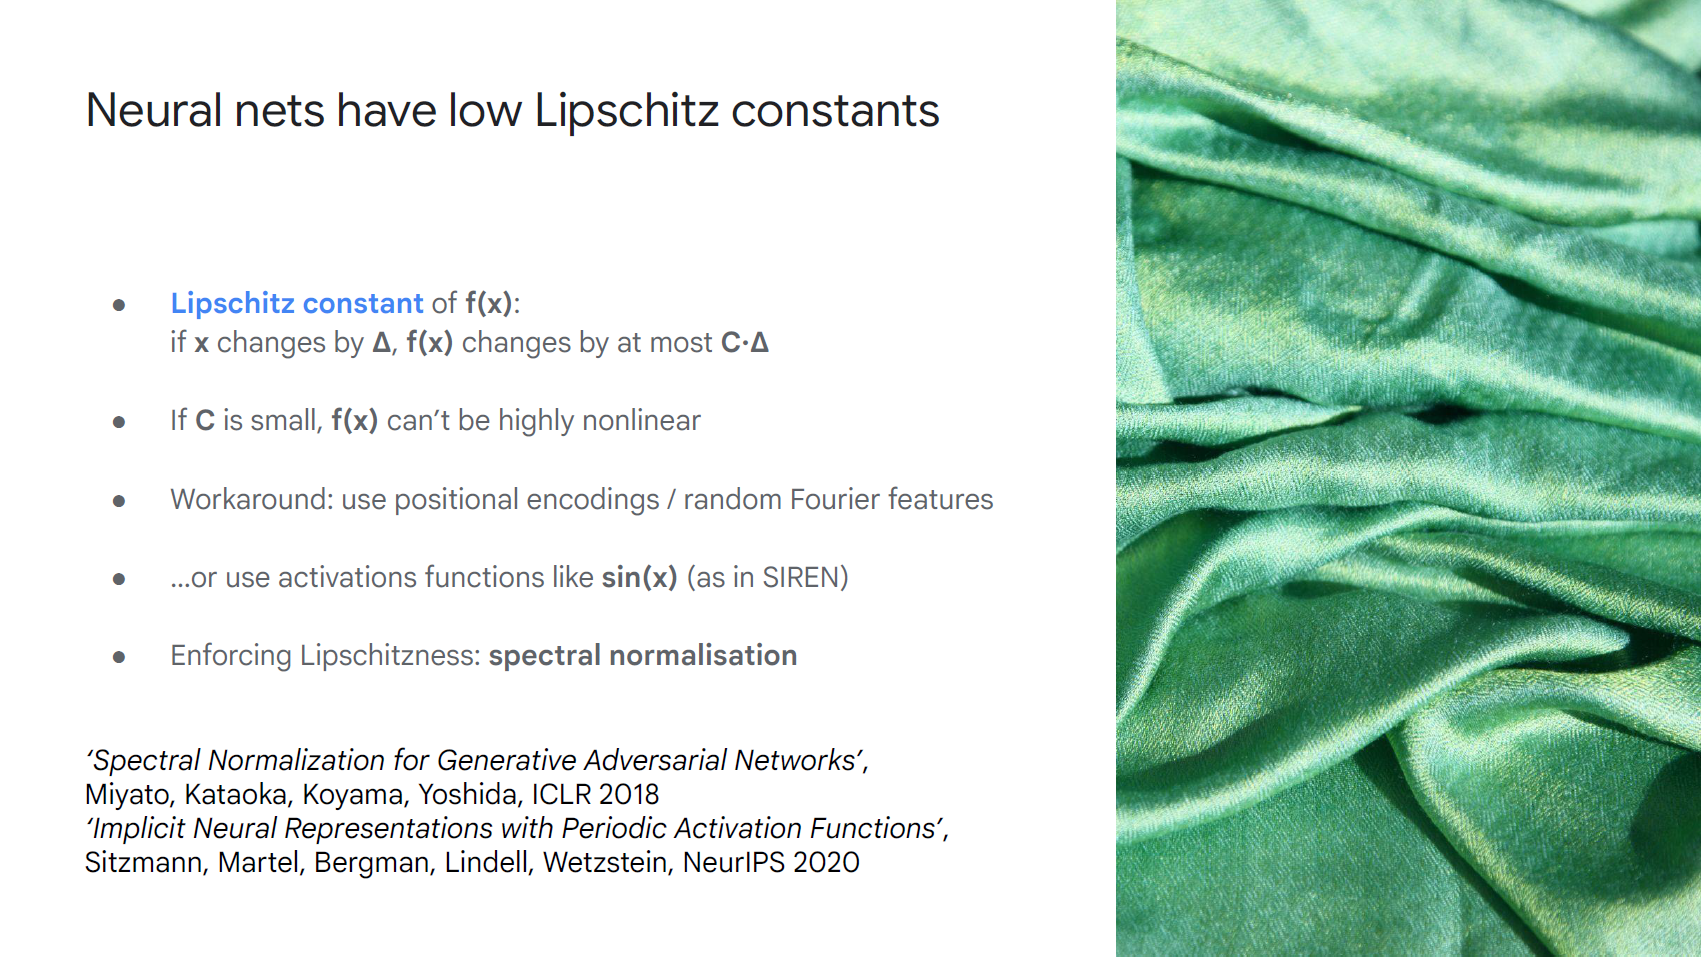 Neural nets have low Lipschitz constants
● Lipschitz constant of f(x):
if x changes by Δ, f(x) changes by at most C·Δ
● If C is small, f(x) can’t be highly nonlinear
● Workaround: use positional encodings / random Fourier features
● ...or use activations functions like sin(x) (as in SIREN)
● Enforcing Lipschitzness: spectral normalisation
‘Spectral Normalization for Generative Adversarial Networks’,
Miyato, Kataoka, Koyama, Yoshida, ICLR 2018
‘Implicit Neural Representations with Periodic Activation Functions’,
Sitzmann, Martel, Bergman, Lindell, Wetzstein, NeurIPS 2020